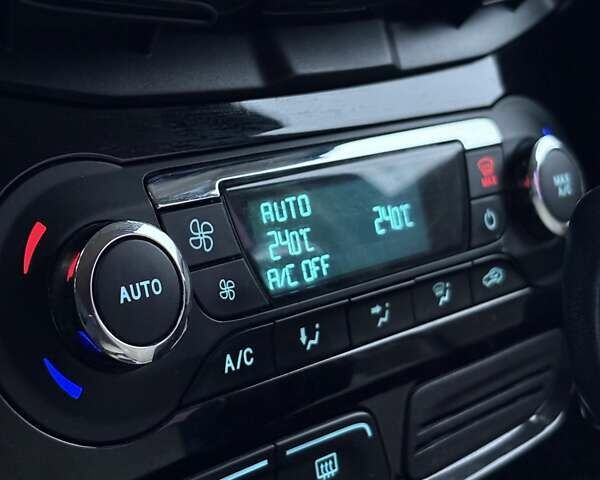 AUTO
24.0°C 24.0°C
A/C OFF
MAX
MAX
A/C
AUTO
A/C